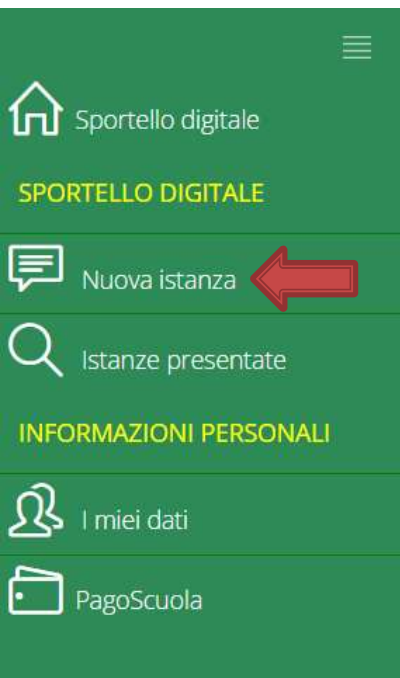 Sportello digitale
SPORTELLO DIGITALE
Nuova istanza
Istanze presentate
INFORMAZIONI PERSONALI
I miei dati
PagoScuola